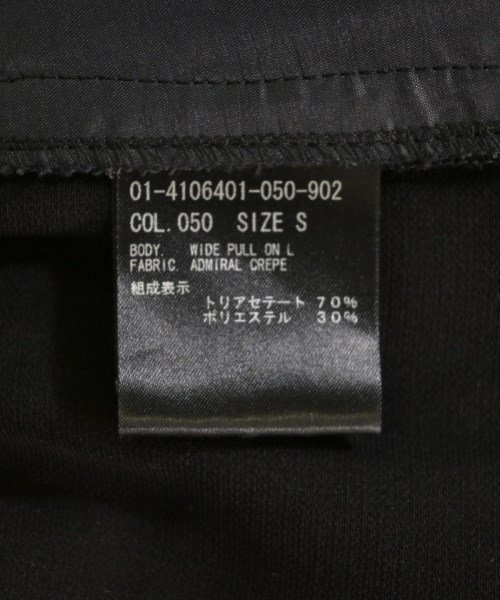 01-4106401-050-902
COL.050 SIZE S
BODY. WIDE PULL ON L
FABRIC. ADMIRAL CREPE
組成表示
トリアセテート 70%
ポリエステル 30%